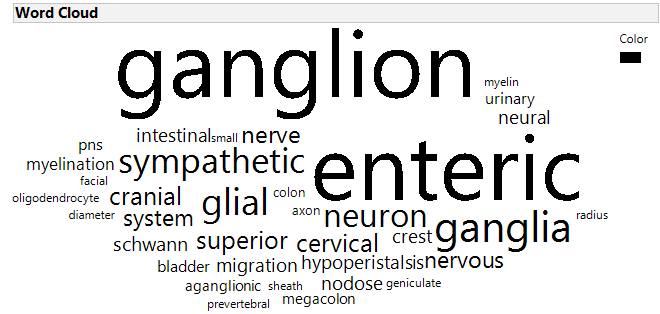 Word Cloud
Color
ganglion
myelin
urinary
neural
intestinal small nerve
pns
enteric
myelination sympathetic
facial
oligodendrocyte cranial glial colon
diameter system axon neuron ganglia radius
schwann superior cervical crest
bladder migration hypoperistalsis nervous
aganglionic sheath nodose geniculate
prevertebral megacolon